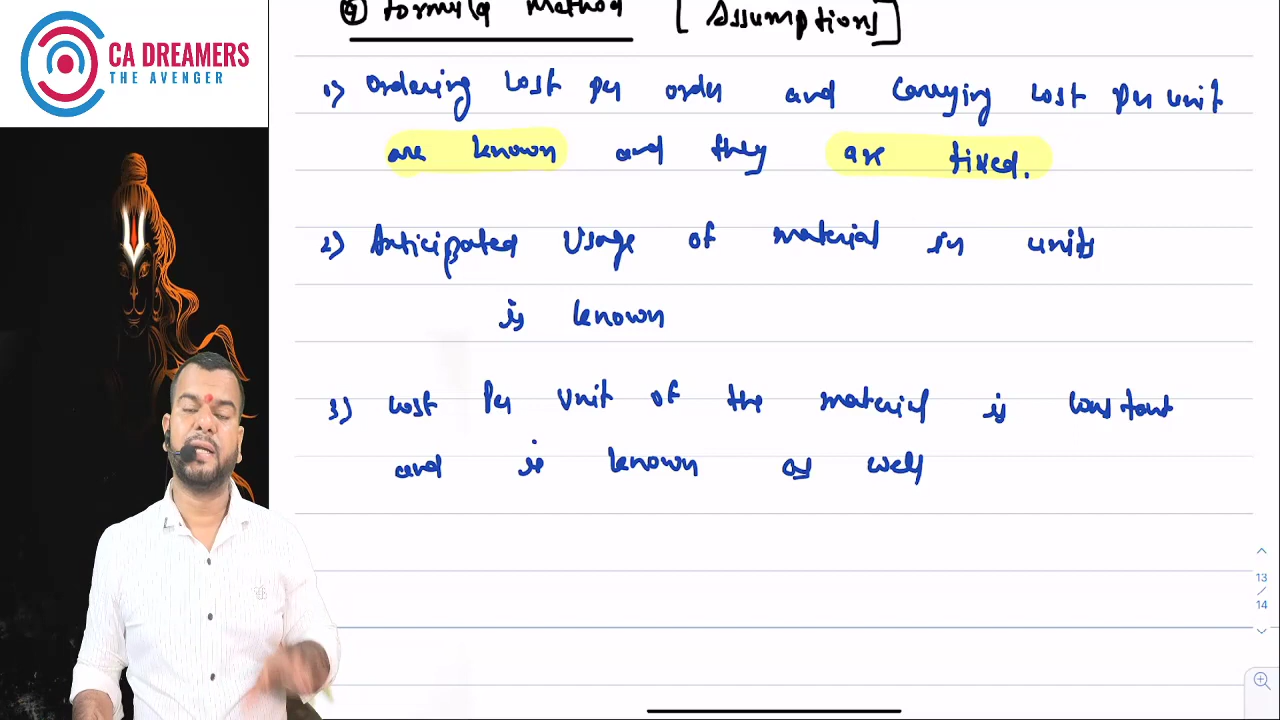 CA DREAMERS
THE AVENGER
Formula Method [Assumptions]
1) Ordering cost per order and carrying cost per unit
are known and they are fixed.
2) Anticipated Usage of material in units
is known
3) Cost Per Unit of the material is constant
and is known as well
13
/
14